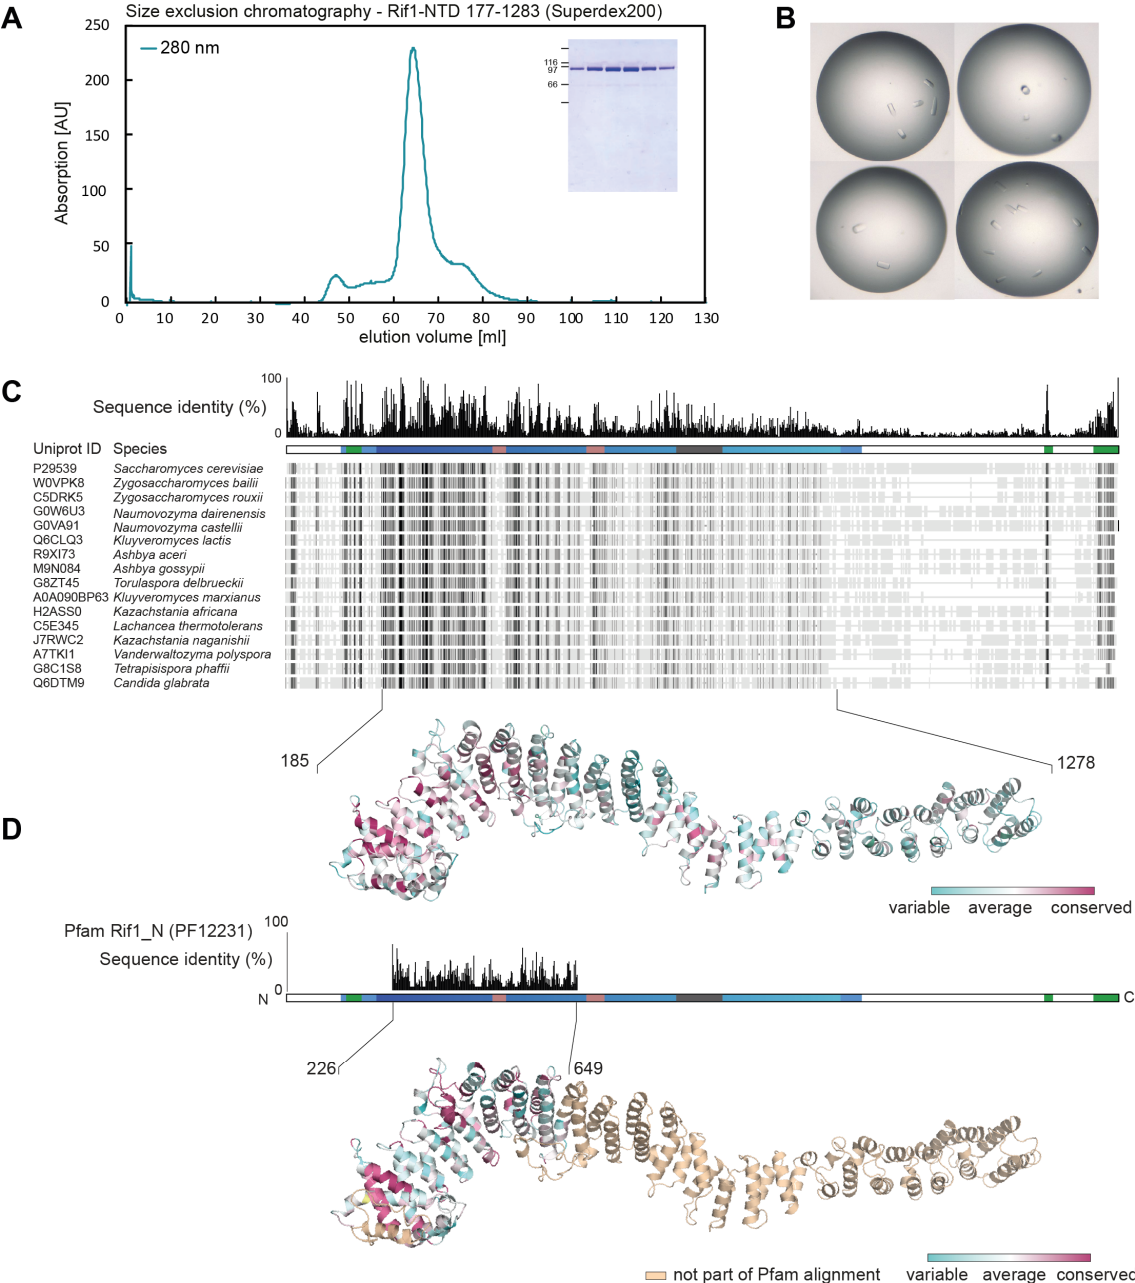 A
Size exclusion chromatography - Rif1-NTD 177-1283 (Superdex200)
B
250
280 nm
200
150
100
50
0
Absorption [AU]
116
97
66
0 10 20 30 40 50 60 70 80 90 100 110 120 130
elution volume [ml]
C
100
Sequence identity (%)
0
Uniprot ID Species
P29539 Saccharomyces cerevisiae
W0VPK8 Zygosaccharomyces bailii
C5DRK5 Zygosaccharomyces rouxii
G0W6U3 Naumovozyma dairenensis
G0VA91 Naumovozyma castellii
Q6CLQ3 Kluyveromyces lactis
R9XI73 Ashbya aceri
M9N084 Ashbya gossypii
G8ZT45 Torulaspora delbrueckii
A0A090BP63 Kluyveromyces marxianus
H2ASS0 Kazachstania africana
C5E345 Lachancea thermotolerans
J7RWC2 Kazachstania naganishii
A7TKI1 Vanderwaltozyma polyspora
G8C1S8 Tetrapisispora phaffii
Q6DTM9 Candida glabrata
185
1278
variable average conserved
D
100
Pfam Rif1_N (PF12231)
Sequence identity (%)
0
N
C
226
649
not part of Pfam alignment
variable average conserved